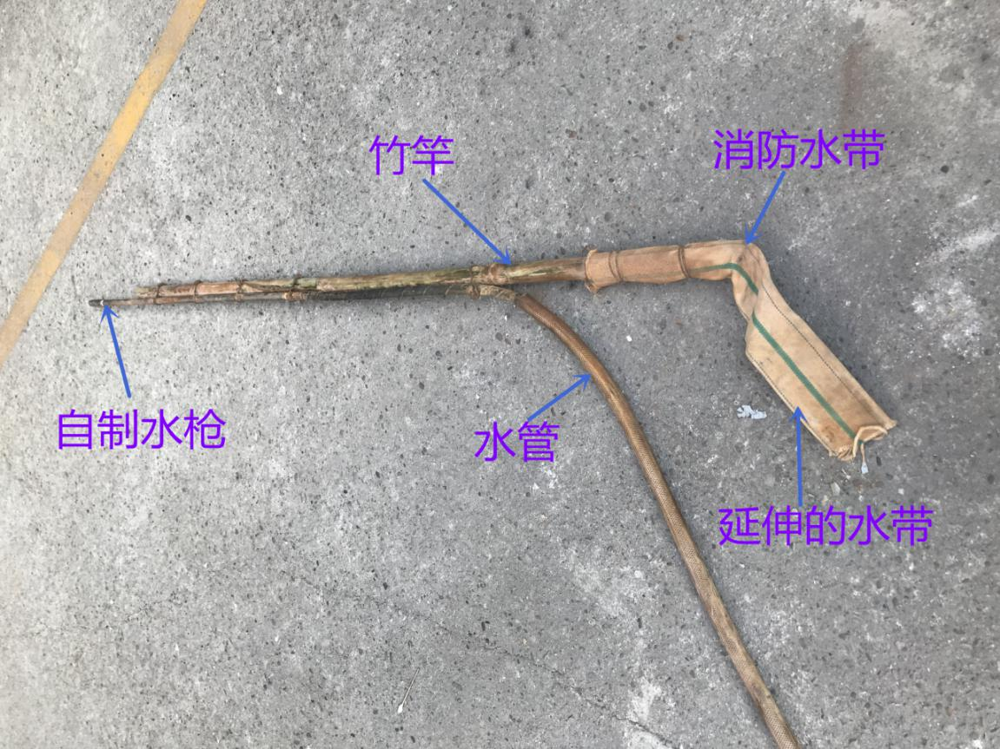 竹竿
消防水带
自制水枪
水管
延伸的水带